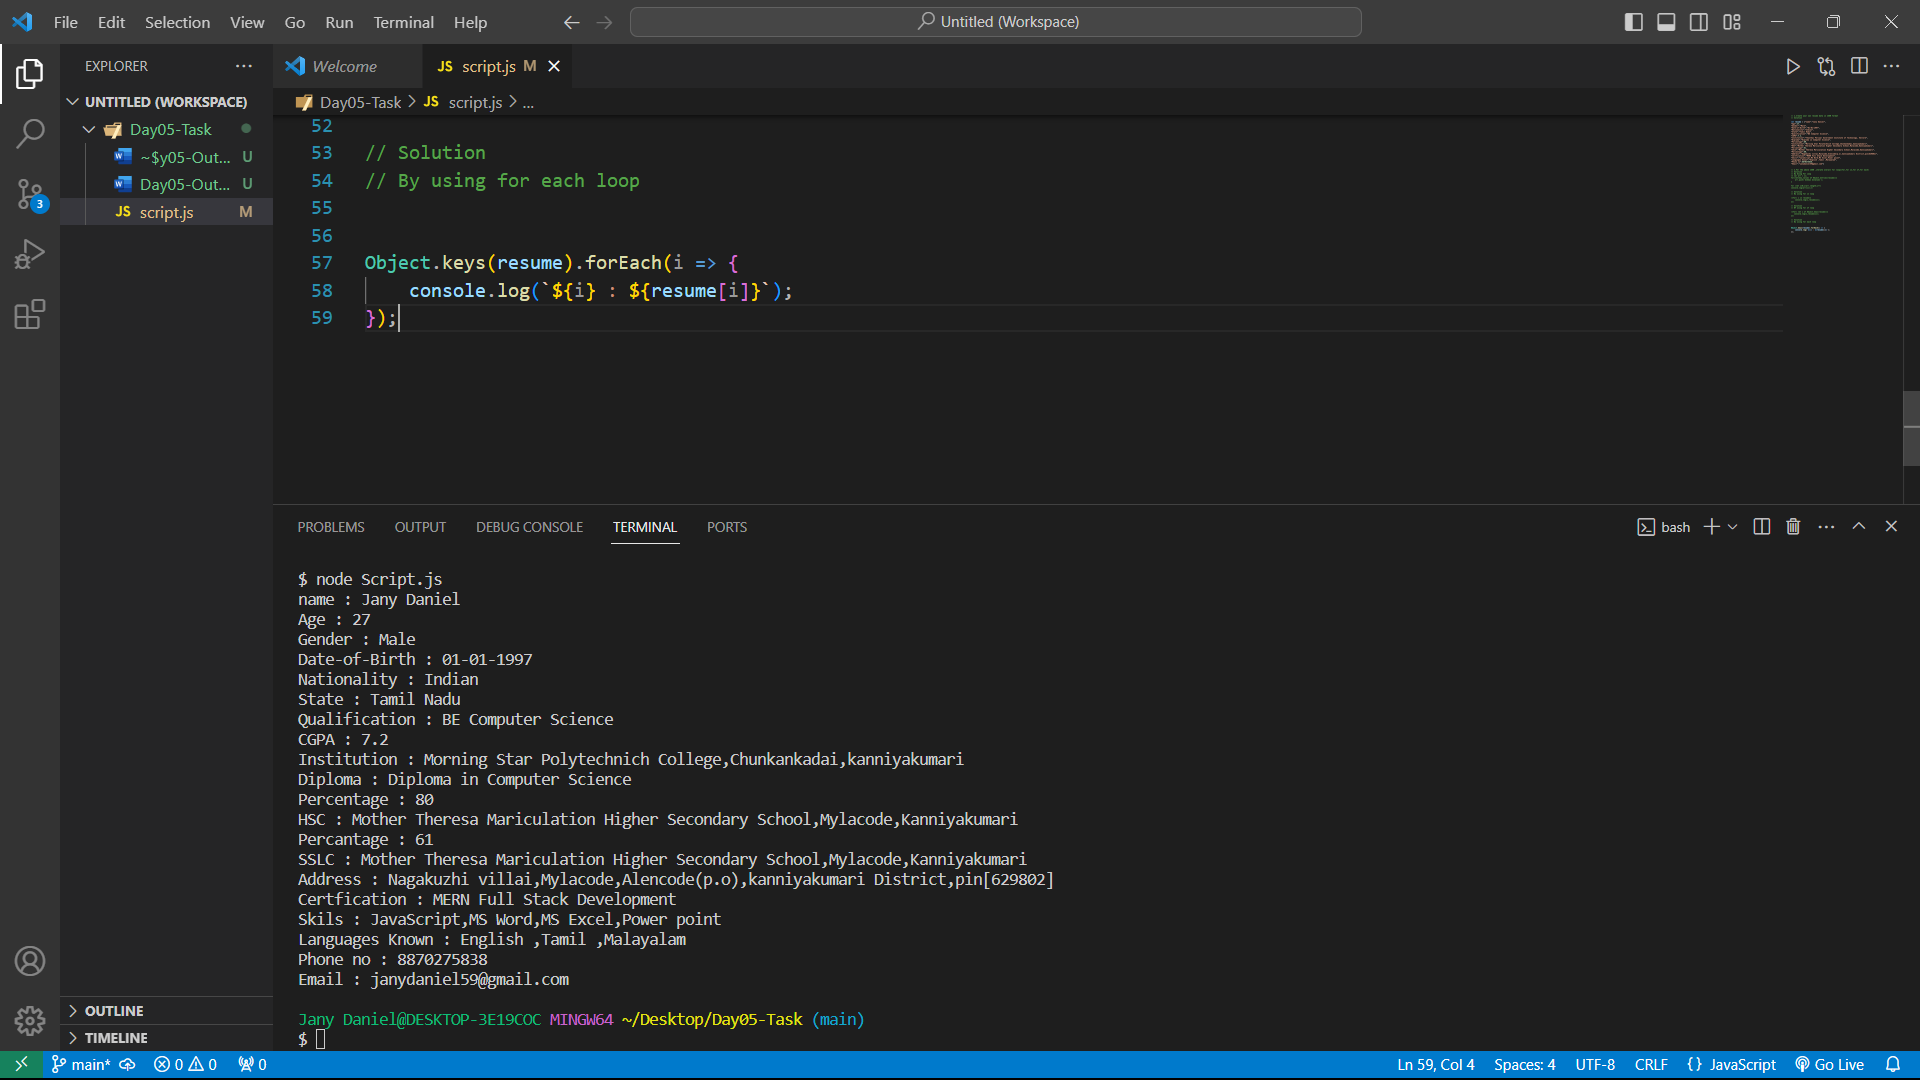 File Edit Selection View Go Run Terminal Help
Untitled (Workspace)
EXPLORER
UNTITLED (WORKSPACE)
Day05-Task
~$y05-Out... U
Day05-Out... U
JS script.js M
Welcome
JS script.js M
Day05-Task > JS script.js > ...
52
53 // Solution
54 // By using for each loop
55
56
57 Object.keys(resume).forEach(i => {
58 console.log(`${i} : ${resume[i]}`);
59 });
PROBLEMS OUTPUT DEBUG CONSOLE TERMINAL PORTS
bash
$ node Script.js
name : Jany Daniel
Age : 27
Gender : Male
Date-of-Birth : 01-01-1997
Nationality : Indian
State : Tamil Nadu
Qualification : BE Computer Science
CGPA : 7.2
Institution : Morning Star Polytechnich College,Chunkankadai,kanniyakumari
Diploma : Diploma in Computer Science
Percentage : 80
HSC : Mother Theresa Mariculation Higher Secondary School,Mylacode,Kanniyakumari
Percantage : 61
SSLC : Mother Theresa Mariculation Higher Secondary School,Mylacode,Kanniyakumari
Address : Nagakuzhi villai,Mylacode,Alencode(p.o),kanniyakumari District,pin[629802]
Certfication : MERN Full Stack Development
Skils : JavaScript,MS Word,MS Excel,Power point
Languages Known : English ,Tamil ,Malayalam
Phone no : 8870275838
Email : janydaniel59@gmail.com
Jany Daniel@DESKTOP-3E19COC MINGW64 ~/Desktop/Day05-Task (main)
$
3
OUTLINE
TIMELINE
main* 0 0 0
Ln 59, Col 4 Spaces: 4 UTF-8 CRLF {} JavaScript Go Live